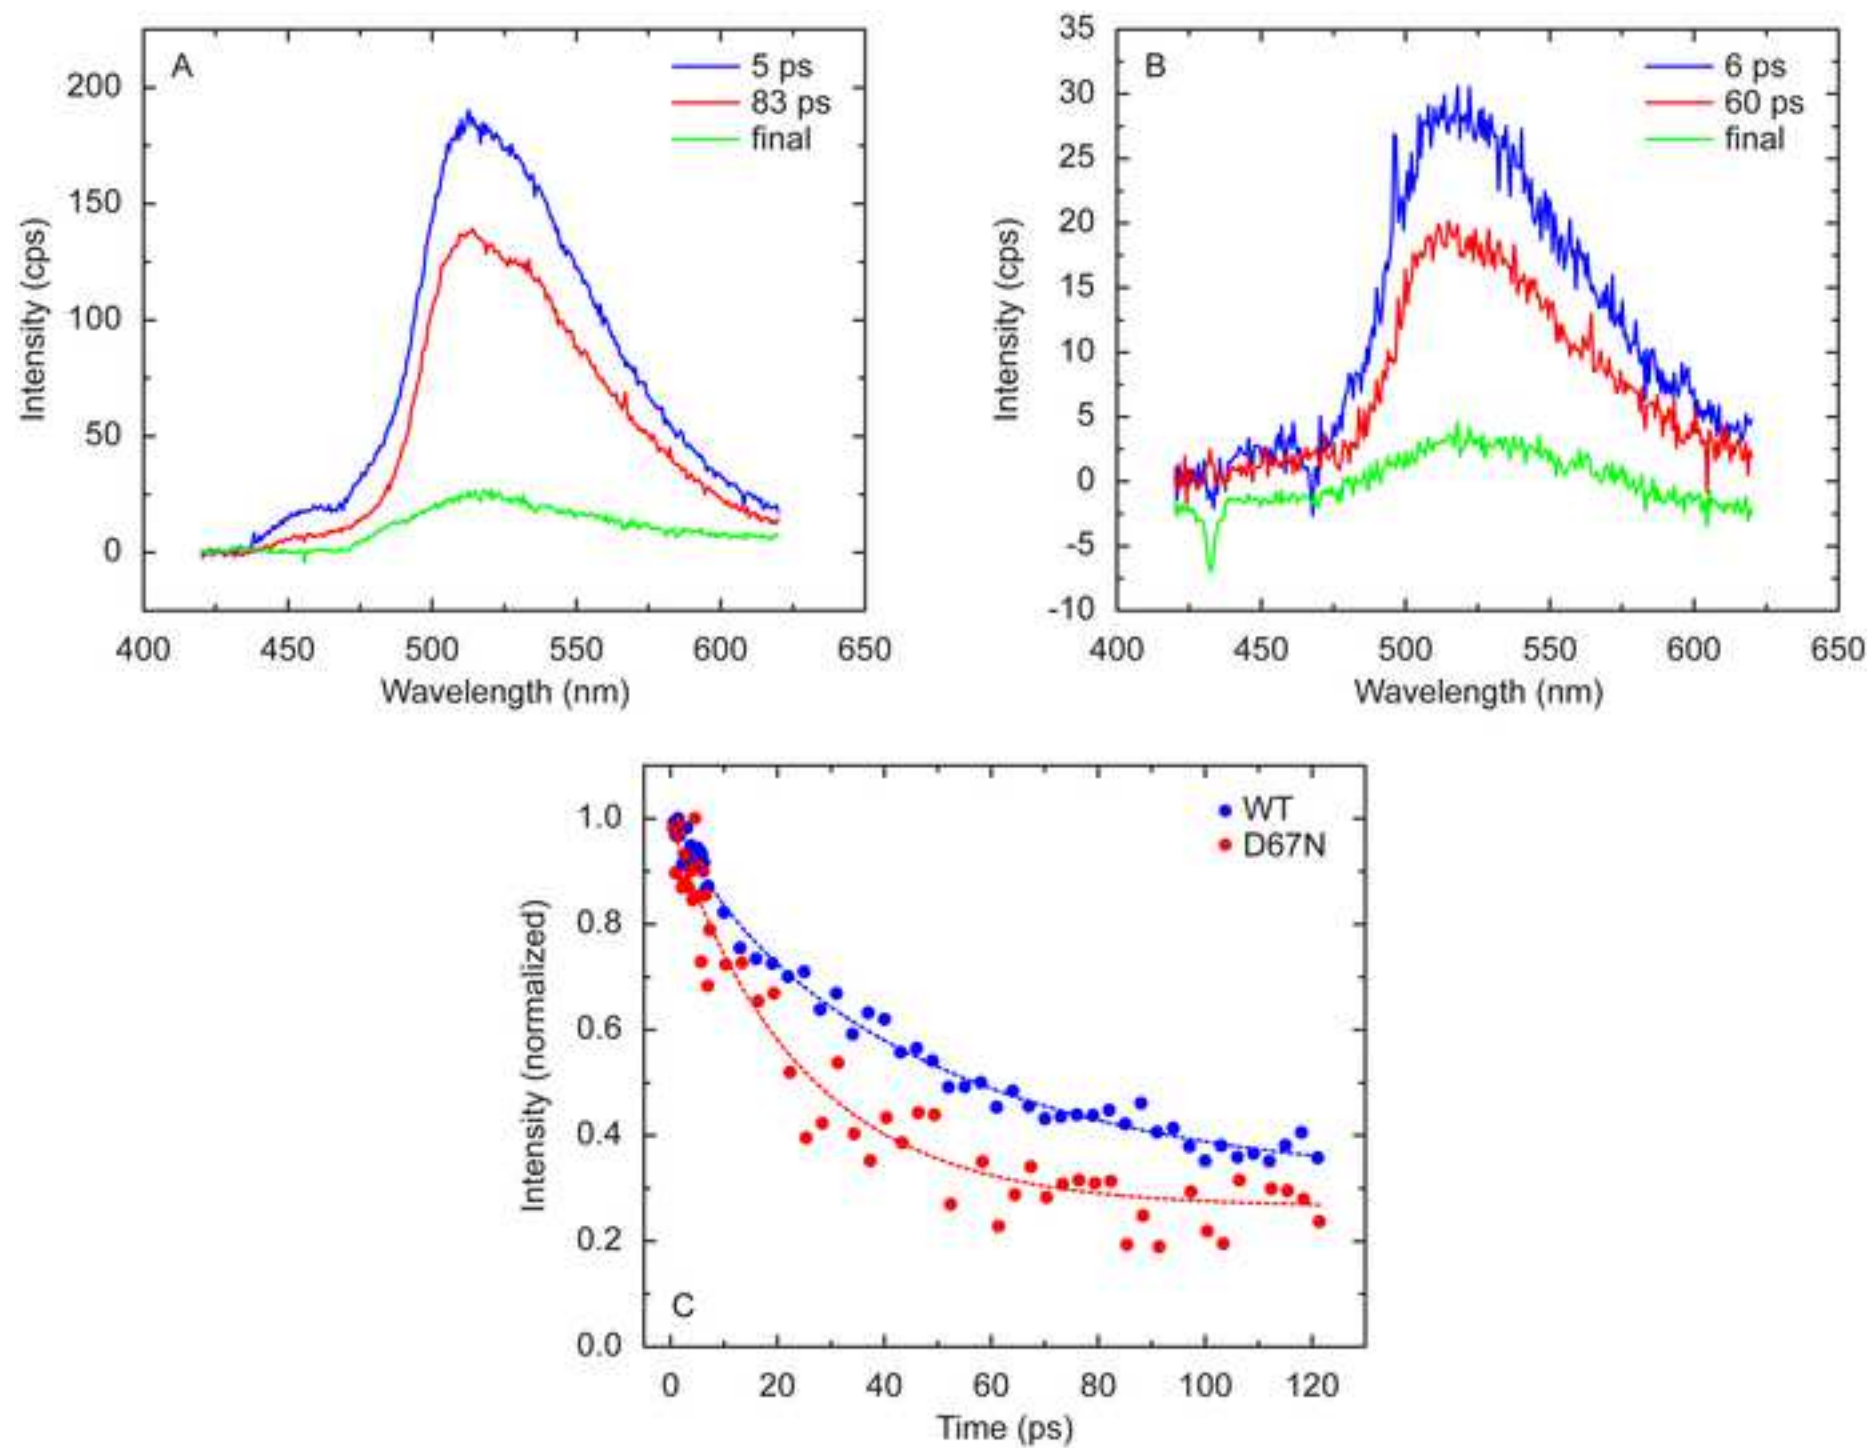 A
5 ps
83 ps
final
200
150
100
50
0
400 450 500 550 600 650
Wavelength (nm)
Intensity (cps)
B
6 ps
60 ps
final
35
30
25
20
15
10
5
0
-5
-10
400 450 500 550 600 650
Wavelength (nm)
Intensity (cps)
WT
D67N
1.0
0.8
0.6
0.4
0.2
0.0
C
0 20 40 60 80 100 120
Time (ps)
Intensity (normalized)